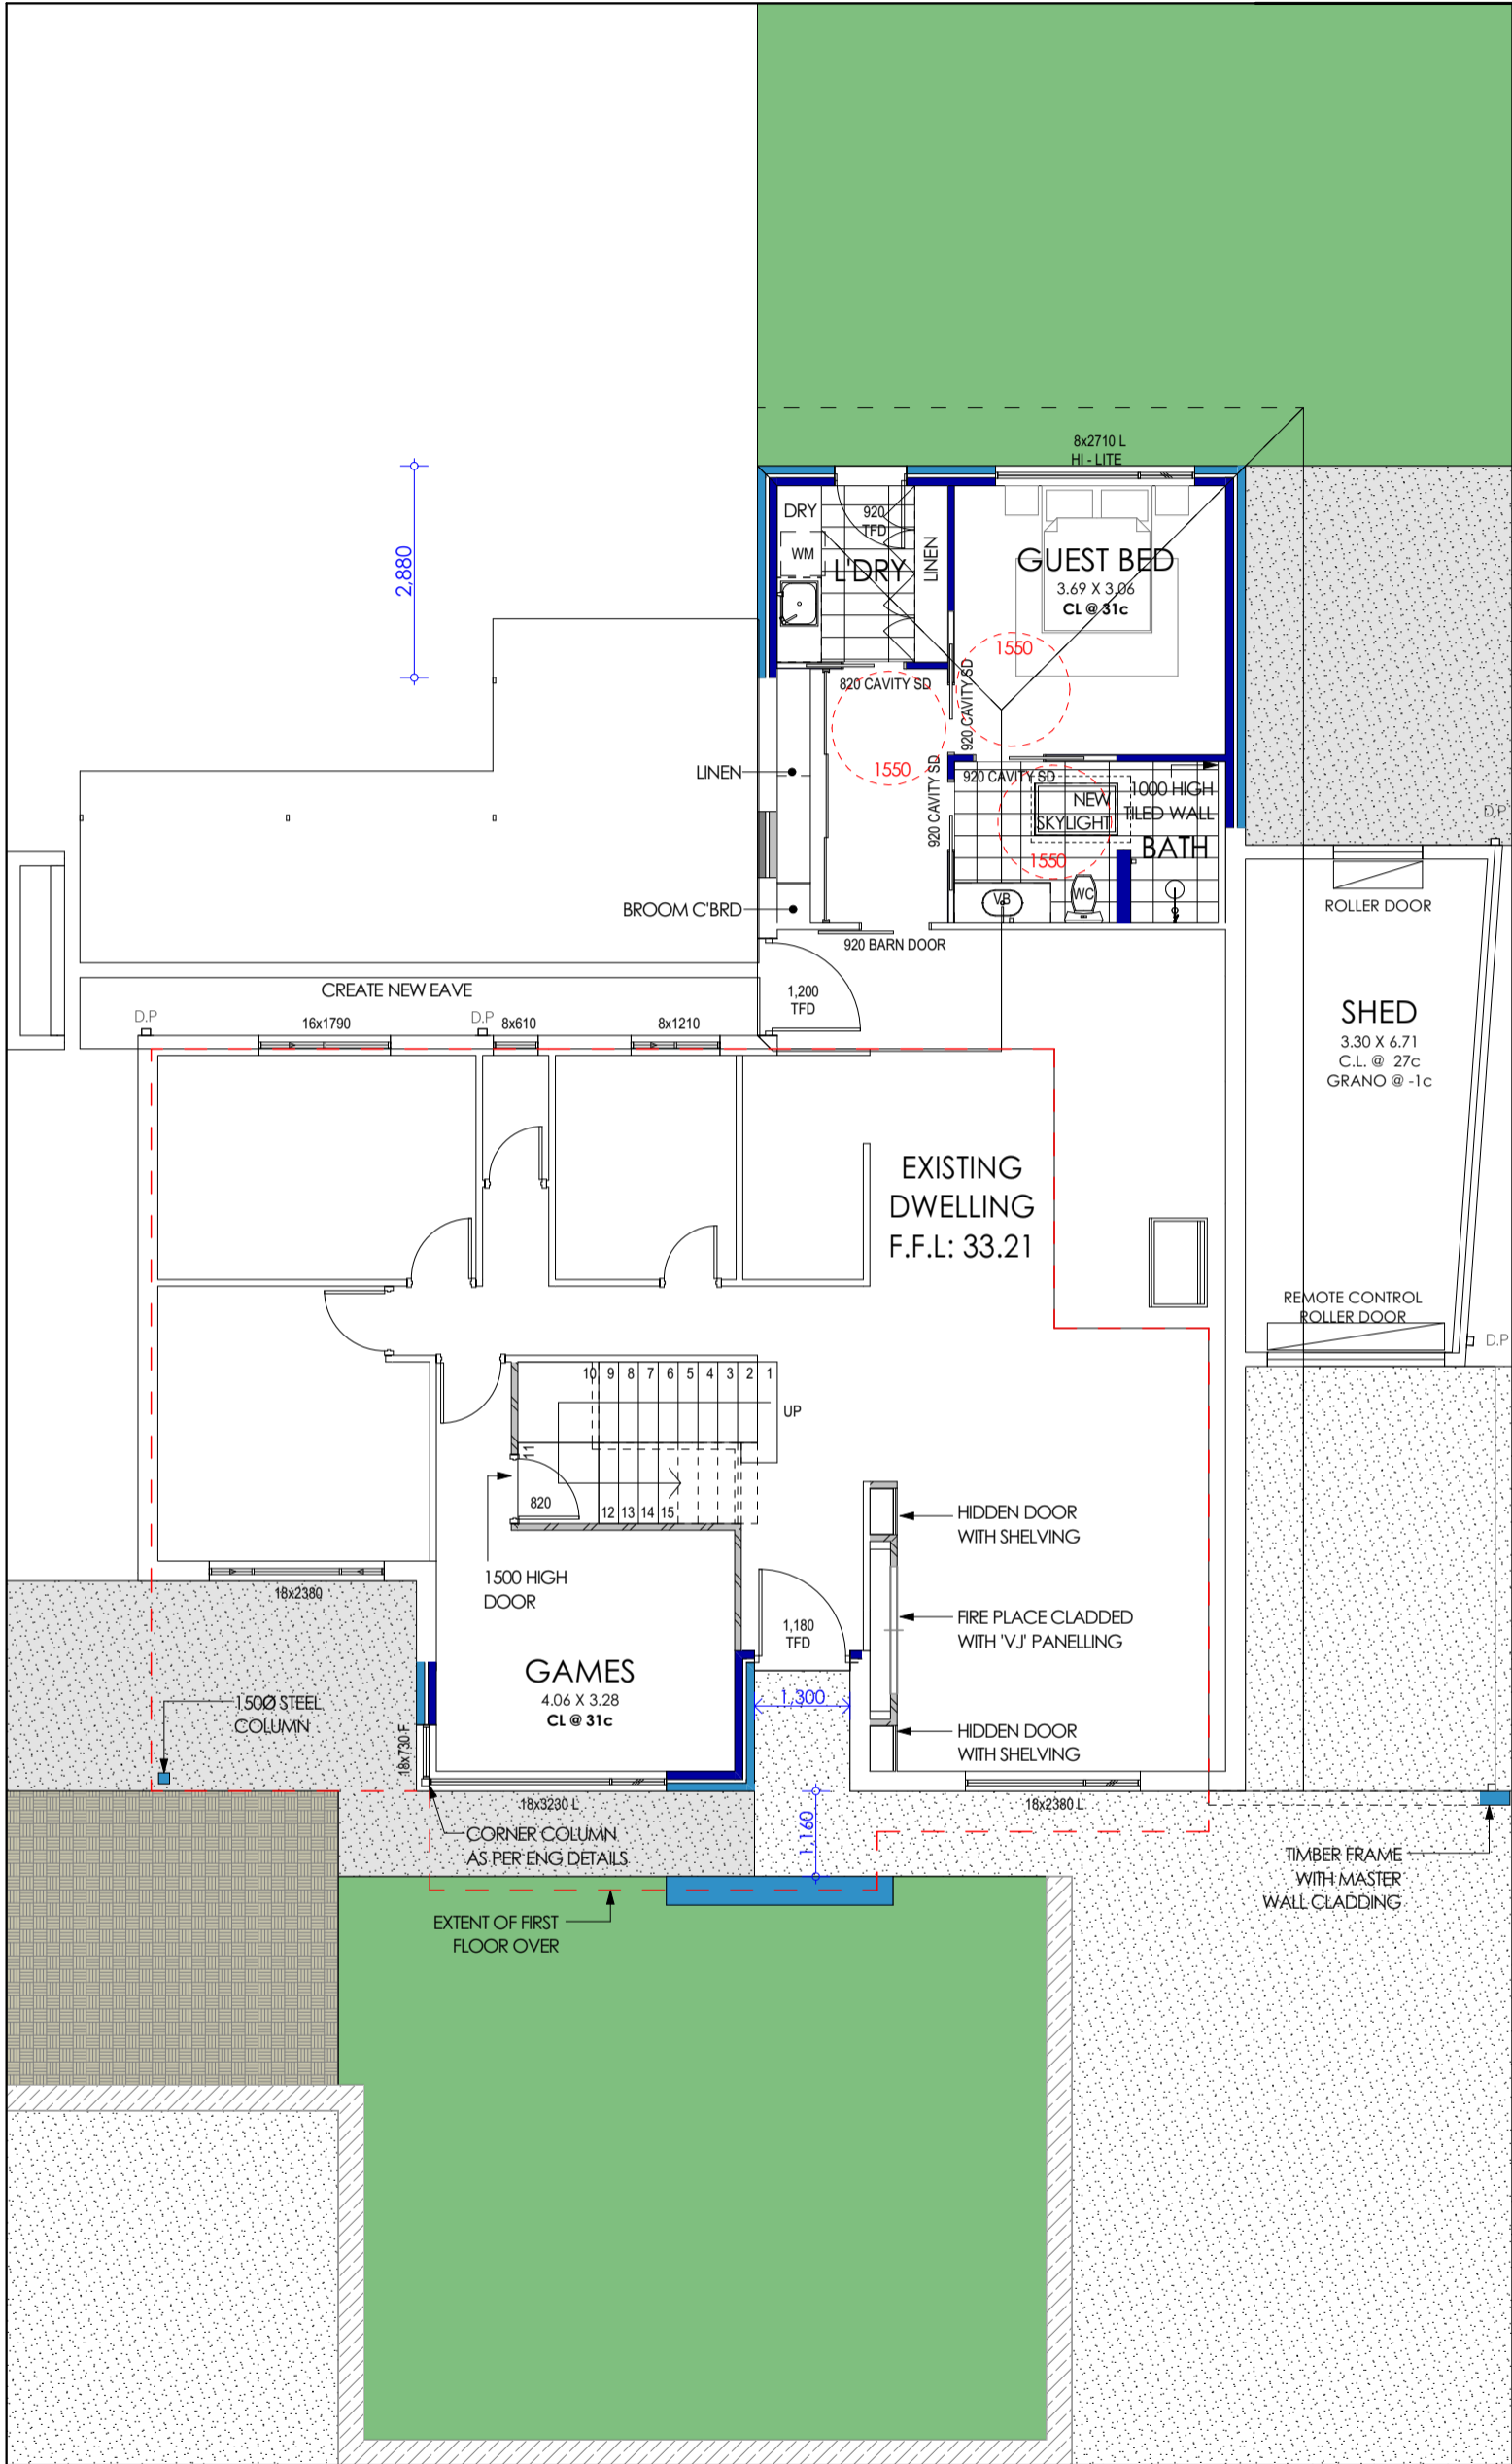 8x2710 L
HI - LITE
DRY
920
TFD
WM
L'DRY
LINEN
GUEST BED
3.69 X 3.06
CL @ 31c
2,880
1550
820 CAVITY SD
920 CAVITY SD
1550
LINEN
920 CAVITY SD
920 CAVITY SD
NEW
SKYLIGHT
1000 HIGH
TILED WALL
BATH
1550
D.P
VB
WC
BROOM C'BRD
920 BARN DOOR
ROLLER DOOR
CREATE NEW EAVE
1,200
TFD
D.P
16x1790
D.P
8x610
8x1210
SHED
3.30 X 6.71
C.L. @ 27c
GRANO @ -1c
EXISTING
DWELLING
F.F.L: 33.21
REMOTE CONTROL
ROLLER DOOR
D.P
10 9 8 7 6 5 4 3 2 1
UP
11
820
12 13 14 15
1500 HIGH
DOOR
HIDDEN DOOR
WITH SHELVING
18x2380
1,180
TFD
FIRE PLACE CLADDED
WITH 'VJ' PANELLING
GAMES
4.06 X 3.28
CL @ 31c
150Ø STEEL
COLUMN
1,300
18x730 F
HIDDEN DOOR
WITH SHELVING
18x3230 L
18x2380 L
1,160
CORNER COLUMN
AS PER ENG DETAILS
TIMBER FRAME
WITH MASTER
WALL CLADDING
EXTENT OF FIRST
FLOOR OVER